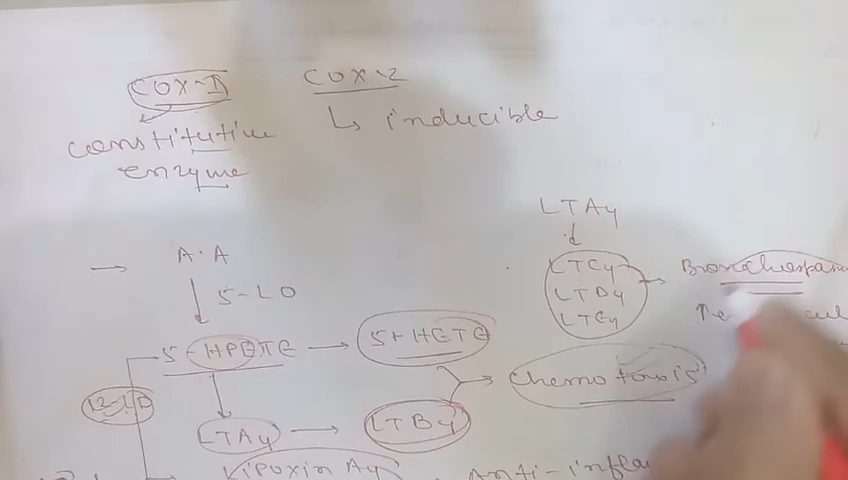 COX-I COX-2
constitutive
enzyme
↳ inducible
LTA4
A.A
5-LO
LTC4
LTD4
LTE4
5-HPETE → 5-HETE
chemotaxis
12-LO
LTA4 → LTB4
Lipoxin A4